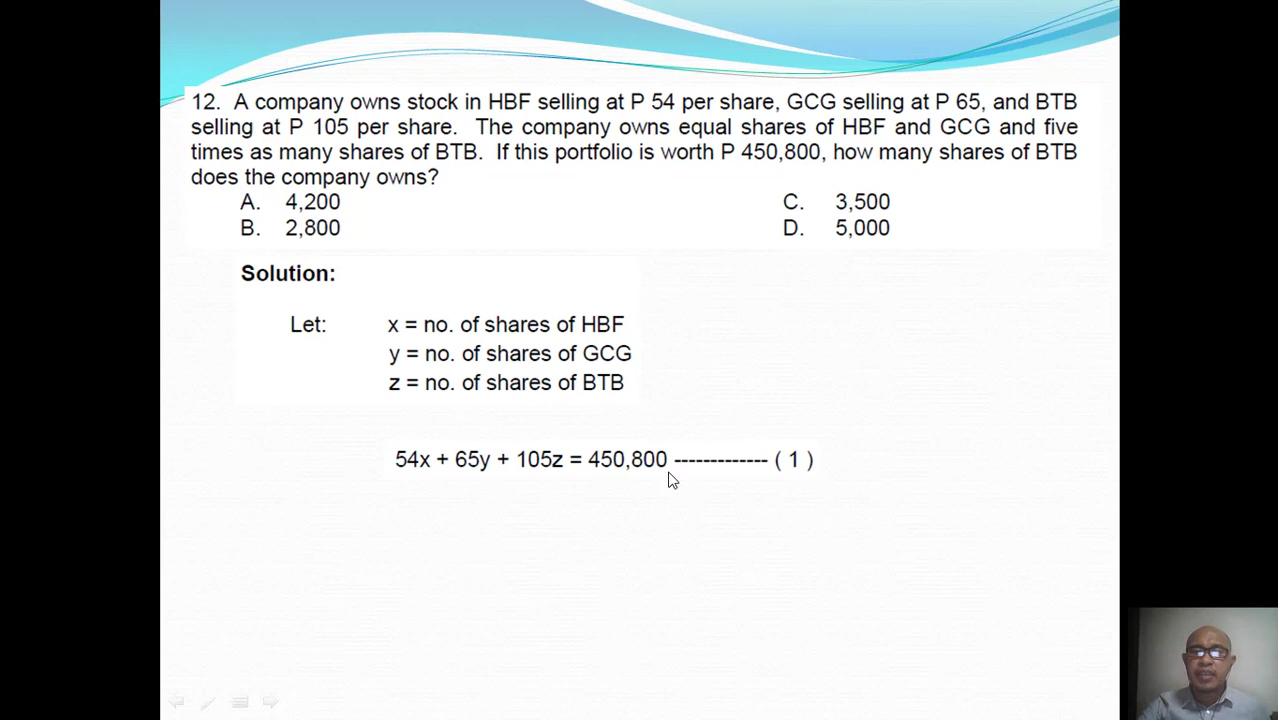 12. A company owns stock in HBF selling at P 54 per share, GCG selling at P 65, and BTB
selling at P 105 per share. The company owns equal shares of HBF and GCG and five
times as many shares of BTB. If this portfolio is worth P 450,800, how many shares of BTB
does the company owns?
A. 4,200 C. 3,500
B. 2,800 D. 5,000
Solution:
Let: x = no. of shares of HBF
y = no. of shares of GCG
z = no. of shares of BTB
54x + 65y + 105z = 450,800 ------------- ( 1 )